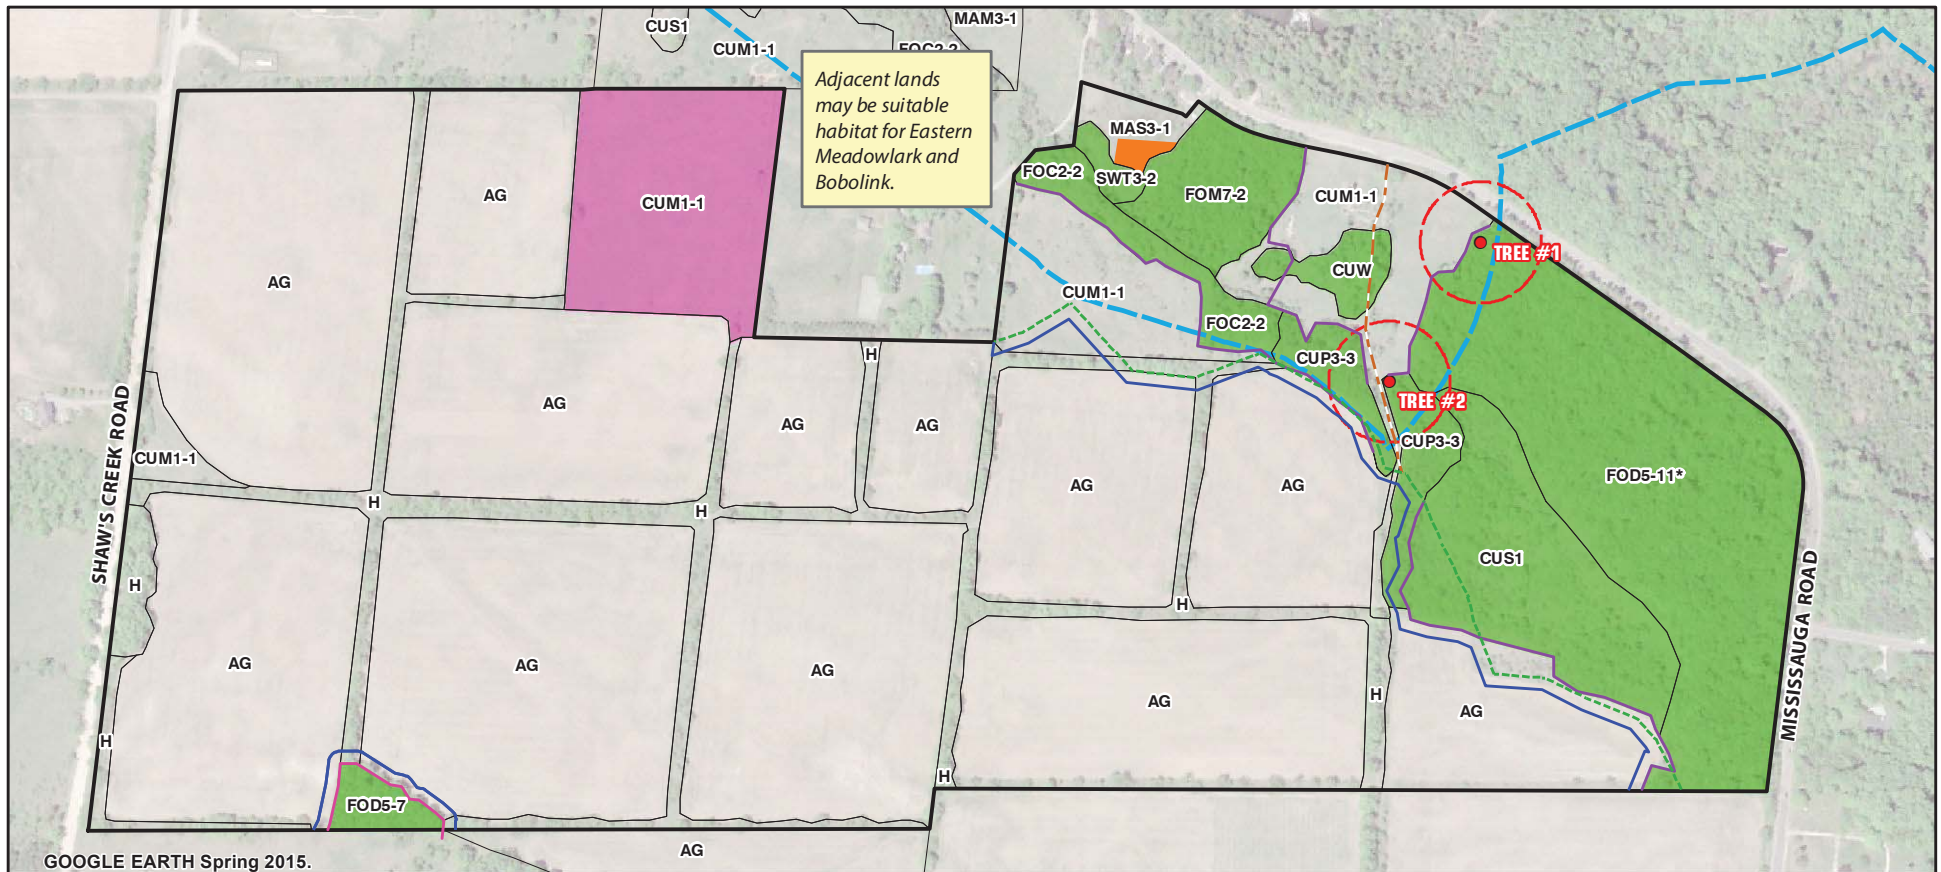 CUS1
MAM3-1
CUM1-1
FOC2-2
Adjacent lands
may be suitable
habitat for Eastern
Meadowlark and
Bobolink.
MAS3-1
FOC2-2
SWT3-2
FOM7-2
CUM1-1
AG
CUM1-1
TREE #1
CUW
AG
CUM1-1
FOC2-2
H
CUP3-3
TREE #2
AG
AG
AG
CUP3-3
CUM1-1
SHAW'S CREEK ROAD
AG
AG
FOD5-11*
H
H
CUS1
H
H
MISSISSAUGA ROAD
AG
AG
AG
H
AG
AG
H
H
FOD5-7
AG
GOOGLE EARTH Spring 2015.